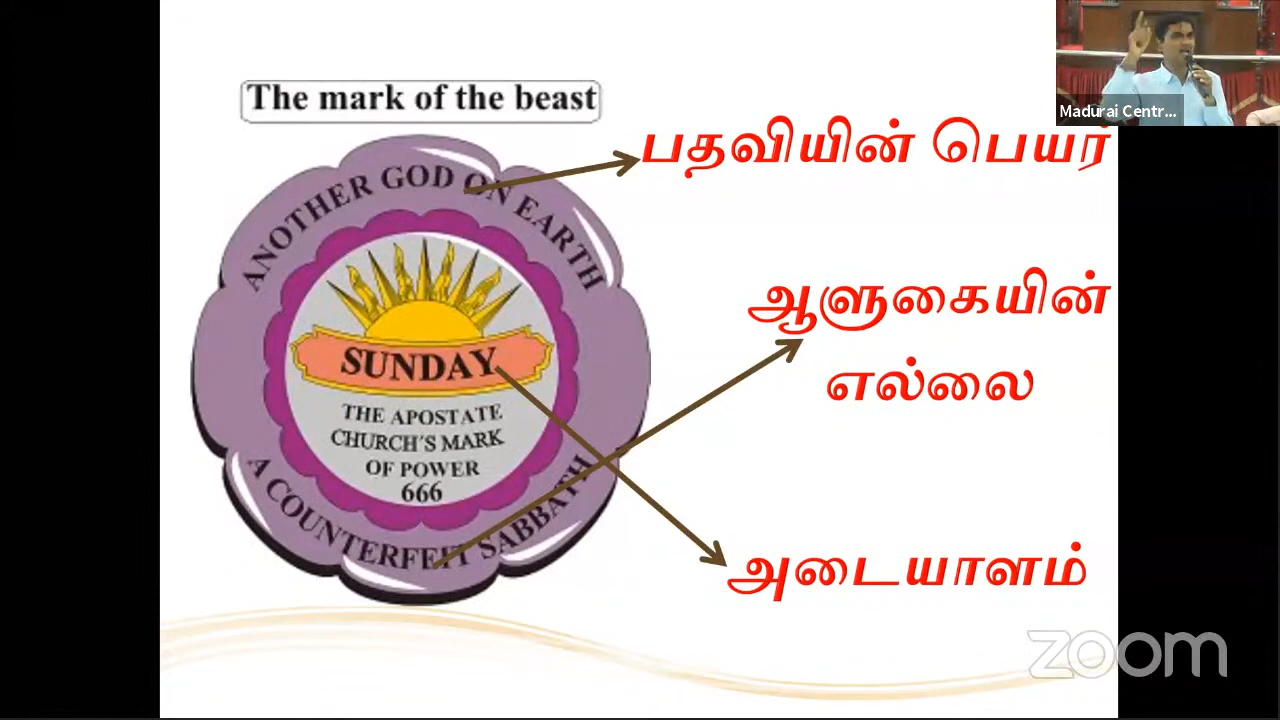 Madurai Centr...
The mark of the beast
பதவியின் பெயர்
ANOTHER GOD ON EARTH
ஆளுகையின்
எல்லை
SUNDAY
THE APOSTATE
CHURCH'S MARK
OF POWER
666
A COUNTERFEIT SABBATH
அடையாளம்
zoom